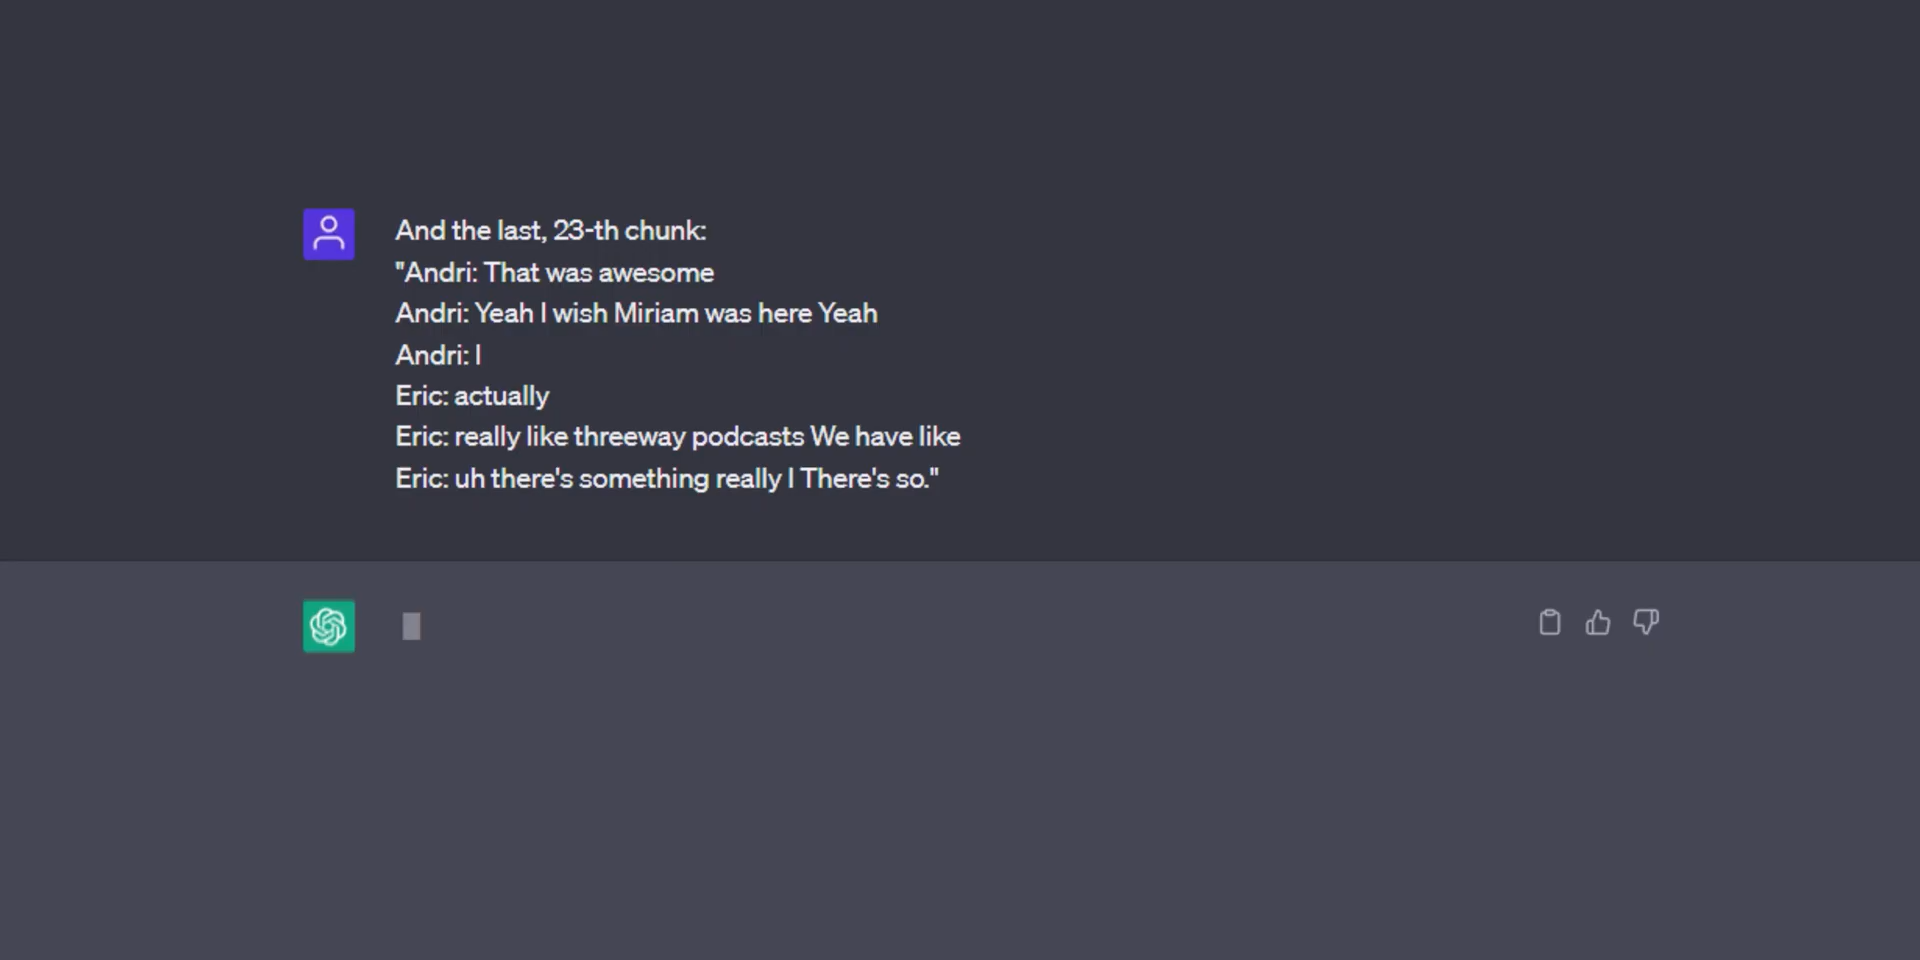 And the last, 23-th chunk:
"Andri: That was awesome
Andri: Yeah I wish Miriam was here Yeah
Andri: I
Eric: actually
Eric: really like threeway podcasts We have like
Eric: uh there's something really I There's so."